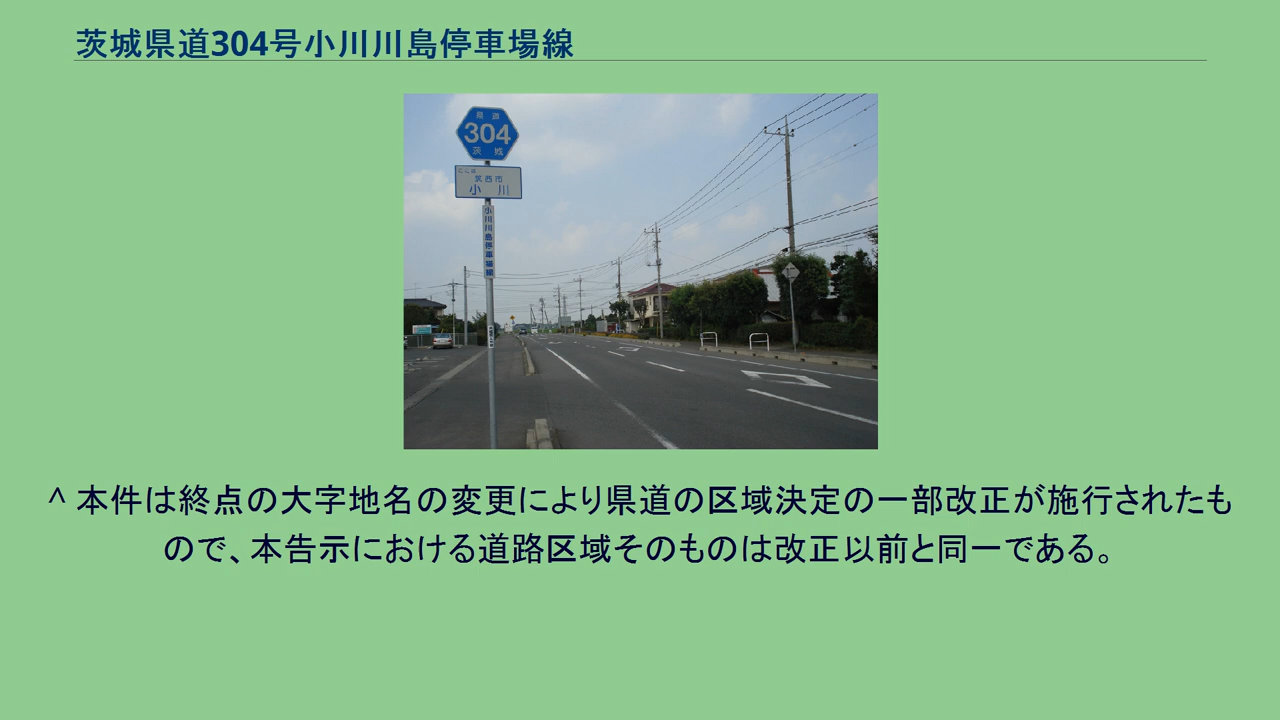 茨城県道304号小川川島停車場線
県道
304
茨城
ここは
筑西市
小川
小川川島停車場線
^ 本件は終点の大字地名の変更により県道の区域決定の一部改正が施行されたも
ので、本告示における道路区域そのものは改正以前と同一である。